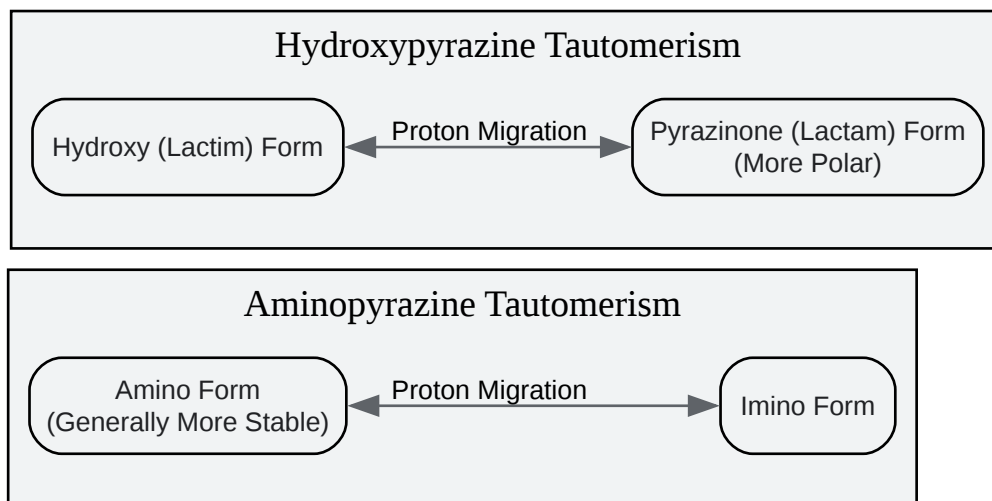 Hydroxypyrazine Tautomerism
Hydroxy (Lactim) Form
Proton Migration
Pyrazinone (Lactam) Form
(More Polar)
Aminopyrazine Tautomerism
Amino Form
(Generally More Stable)
Proton Migration
Imino Form